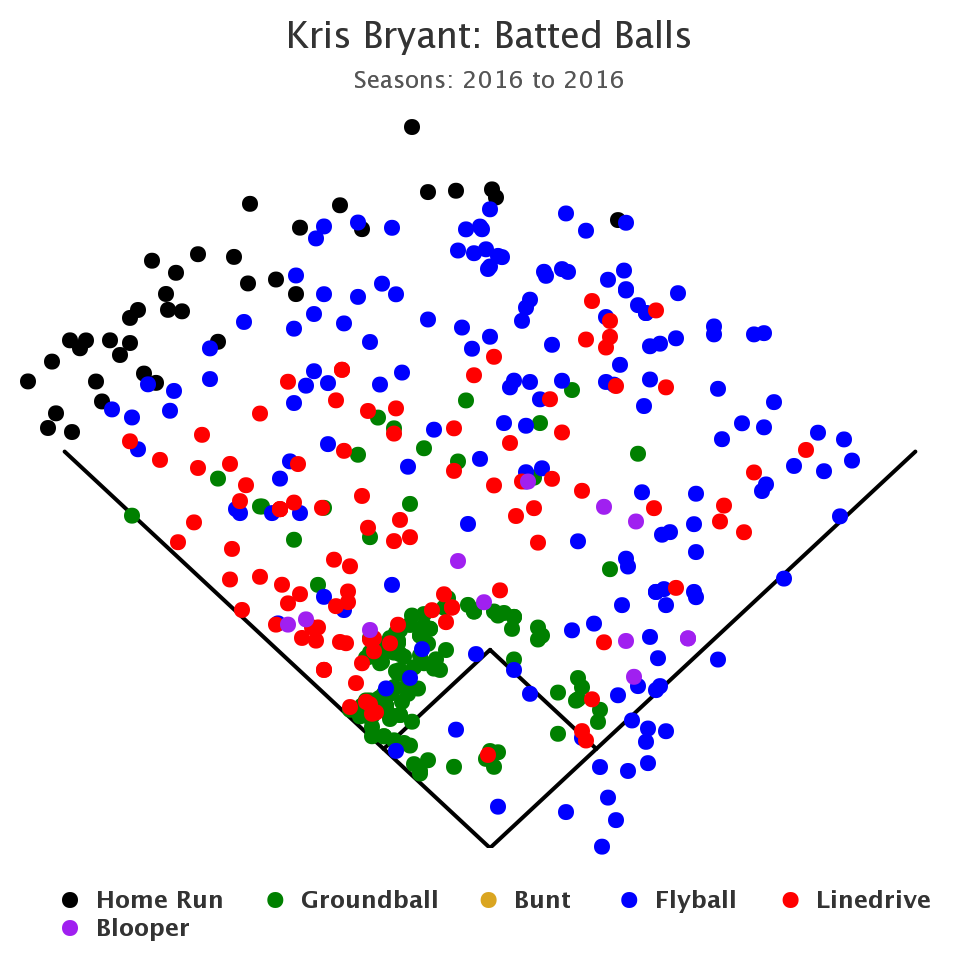 Kris Bryant: Batted Balls
Seasons: 2016 to 2016
Home Run Groundball Bunt Flyball Linedrive
Blooper